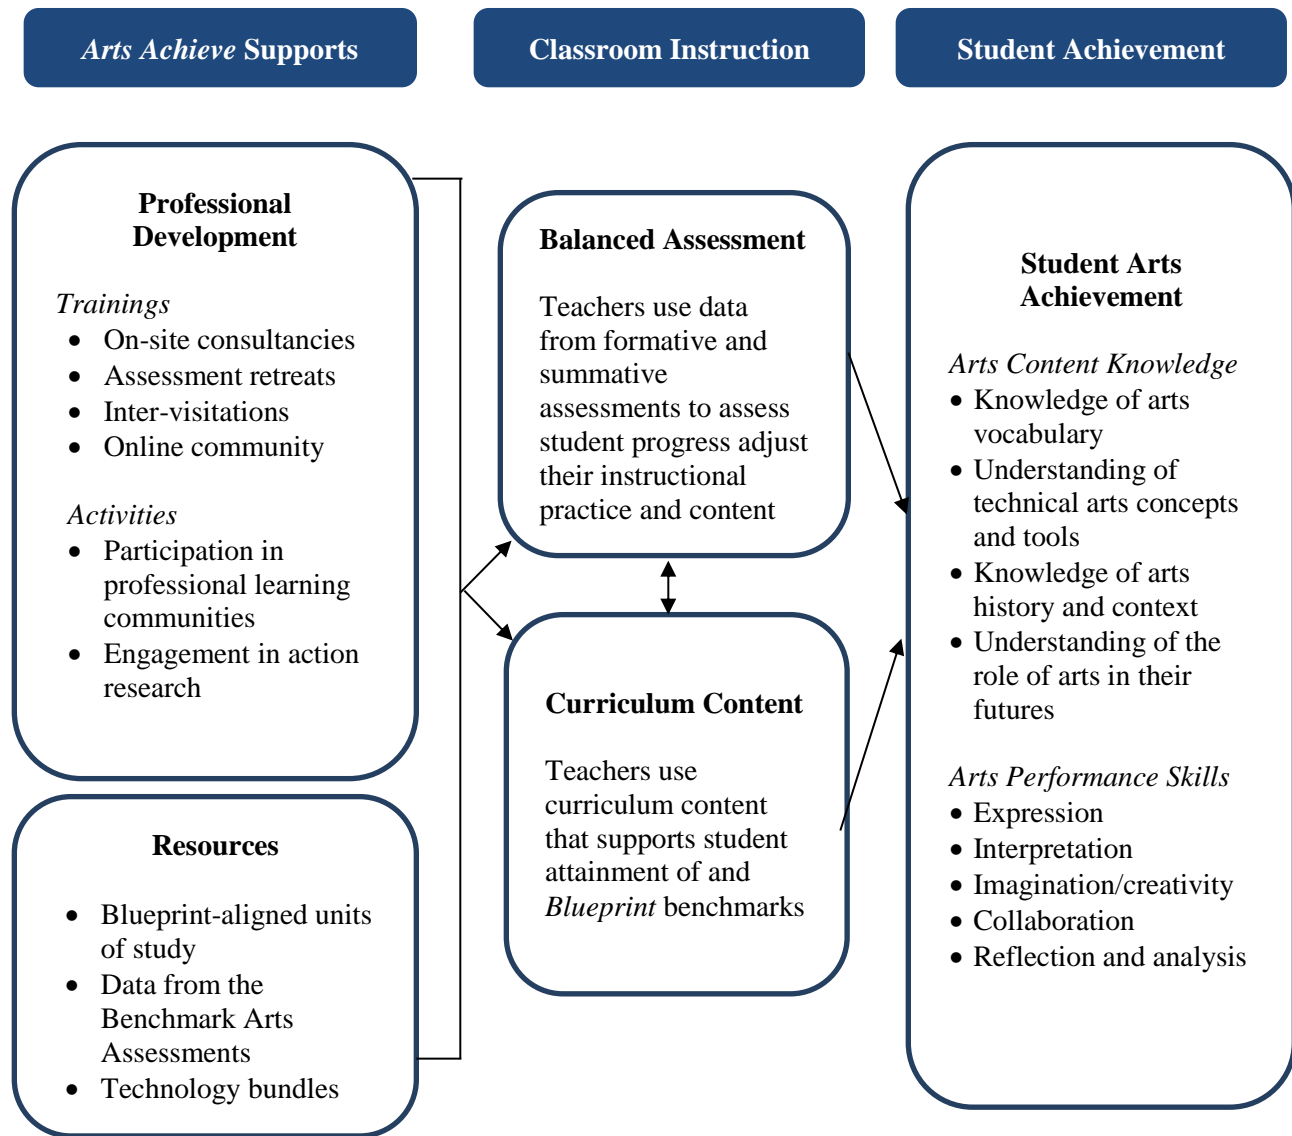 Arts Achieve Supports
Classroom Instruction
Student Achievement
Professional
Development
Trainings
• On-site consultancies
• Assessment retreats
• Inter-visitations
• Online community
Activities
• Participation in
professional learning
communities
• Engagement in action
research
Resources
• Blueprint-aligned units
of study
• Data from the
Benchmark Arts
Assessments
• Technology bundles
Balanced Assessment
Teachers use data
from formative and
summative
assessments to assess
student progress adjust
their instructional
practice and content
Curriculum Content
Teachers use
curriculum content
that supports student
attainment of and
Blueprint benchmarks
Student Arts
Achievement
Arts Content Knowledge
• Knowledge of arts
vocabulary
• Understanding of
technical arts concepts
and tools
• Knowledge of arts
history and context
• Understanding of the
role of arts in their
futures
Arts Performance Skills
• Expression
• Interpretation
• Imagination/creativity
• Collaboration
• Reflection and analysis